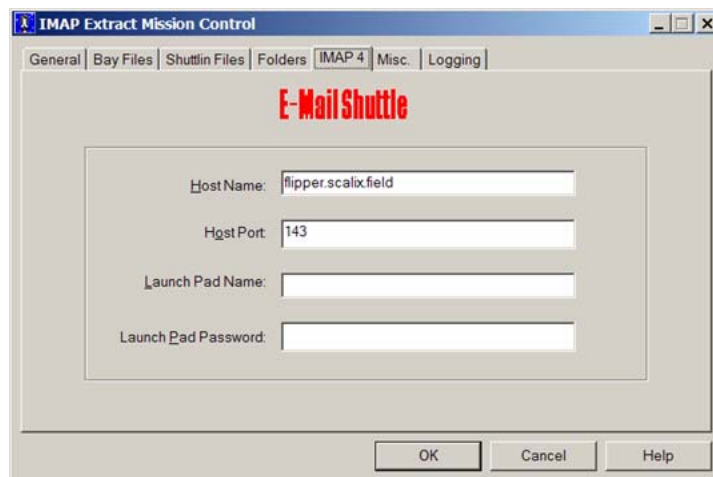 IMAP Extract Mission Control
General Bay Files Shuttlin Files Folders IMAP 4 Misc. Logging
E-Mail Shuttle
Host Name: flipper.scalix.field
Host Port: 143
Launch Pad Name:
Launch Pad Password:
OK Cancel Help